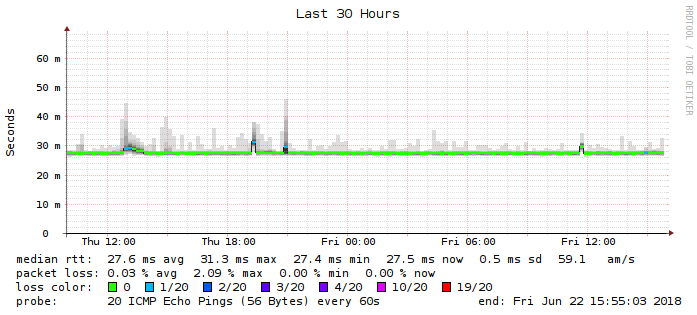 Last 30 Hours
RRDTOOL / TOBI OETIKER
Seconds
60 m
50 m
40 m
30 m
20 m
10 m
0
Thu 12:00 Thu 18:00 Fri 00:00 Fri 06:00 Fri 12:00
median rtt: 27.6 ms avg 31.3 ms max 27.4 ms min 27.5 ms now 0.5 ms sd 59.1 am/s
packet loss: 0.03 % avg 2.09 % max 0.00 % min 0.00 % now
loss color: 0 1/20 2/20 3/20 4/20 10/20 19/20
probe: 20 ICMP Echo Pings (56 Bytes) every 60s end: Fri Jun 22 15:55:03 2018